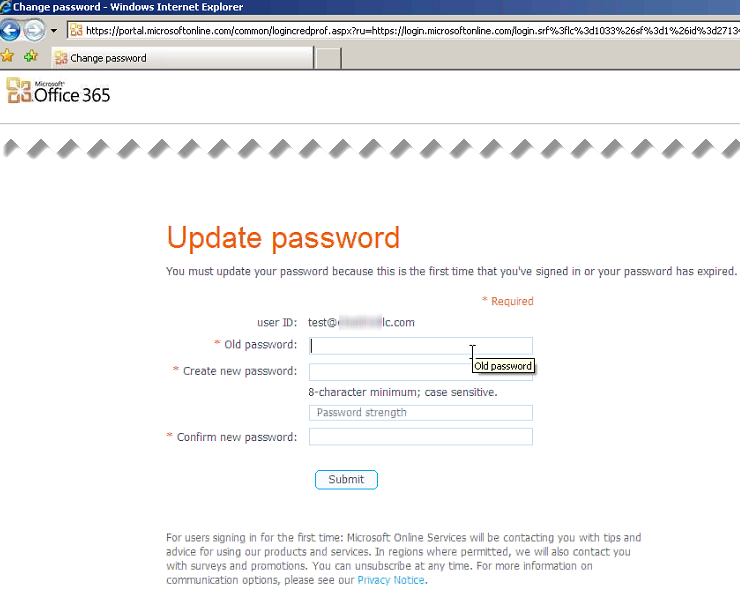 Change password - Windows Internet Explorer
https://portal.microsoftonline.com/common/logincredprof.aspx?ru=https://login.microsoftonline.com/login.srf%3flc%3d1033%26sf%3d1%26id%3d2713
Change password
Microsoft®
Office 365
Update password
You must update your password because this is the first time that you've signed in or your password has expired.
* Required
user ID: test@ lc.com
* Old password:
Old password
* Create new password:
8-character minimum; case sensitive.
Password strength
* Confirm new password:
Submit
For users signing in for the first time: Microsoft Online Services will be contacting you with tips and
advice for using our products and services. In regions where permitted, we will also contact you
with surveys and promotions. You can unsubscribe at any time. For more information on
communication options, please see our Privacy Notice.